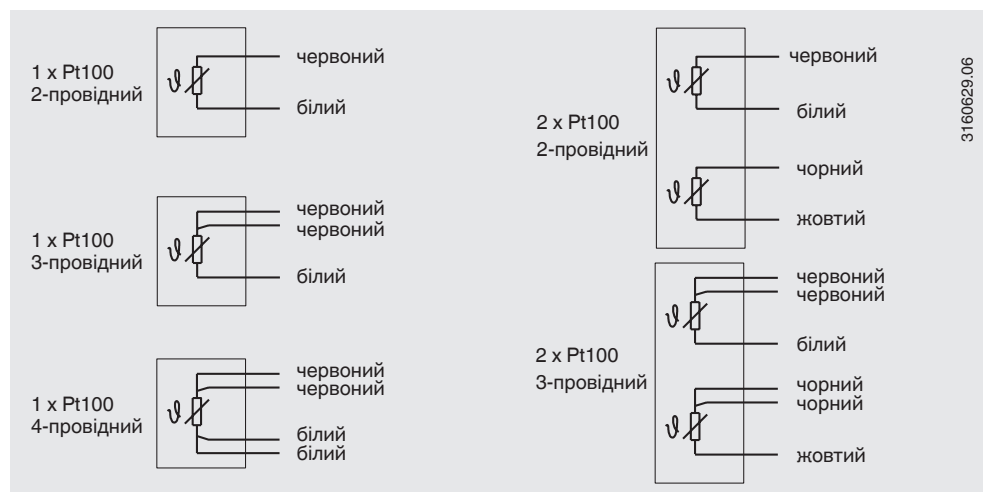 1 x Pt100
2-провідний
червоний
білий
1 x Pt100
3-провідний
червоний
червоний
білий
1 x Pt100
4-провідний
червоний
червоний
білий
білий
2 x Pt100
2-провідний
червоний
білий
чорний
жовтий
2 x Pt100
3-провідний
червоний
червоний
білий
чорний
чорний
жовтий
3160629.06
ϑ
ϑ
ϑ
ϑ
ϑ
ϑ
ϑ